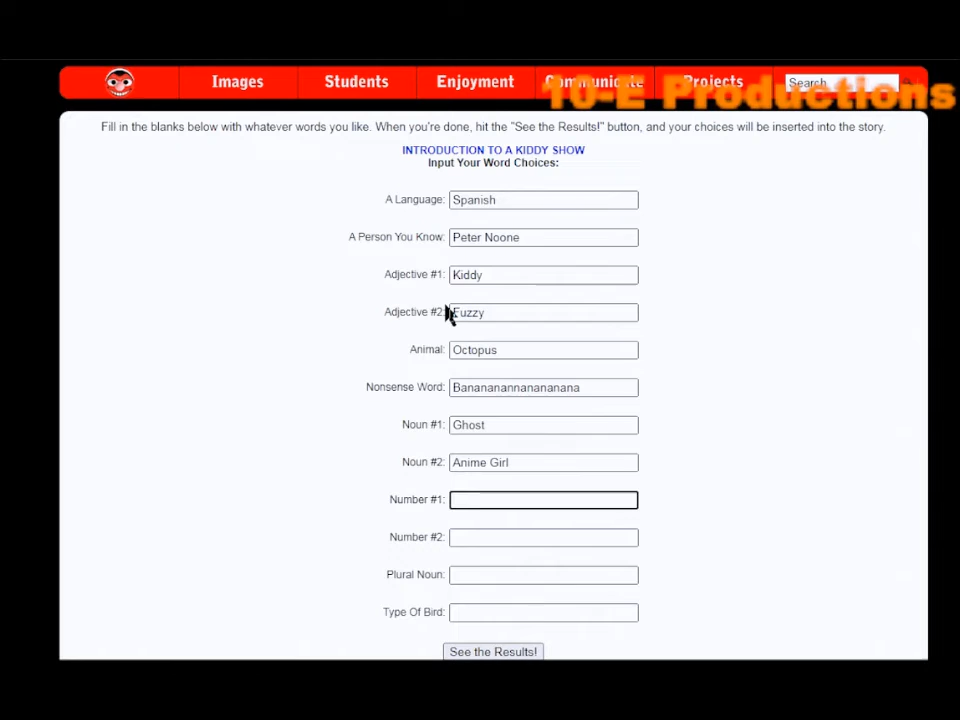 Images Students Enjoyment Communicate Projects Search
10-E Productions
Fill in the blanks below with whatever words you like. When you're done, hit the "See the Results!" button, and your choices will be inserted into the story.
INTRODUCTION TO A KIDDY SHOW
Input Your Word Choices:
A Language: Spanish
A Person You Know: Peter Noone
Adjective #1: Kiddy
Adjective #2: Fuzzy
Animal: Octopus
Nonsense Word: Banananannanananana
Noun #1: Ghost
Noun #2: Anime Girl
Number #1:
Number #2:
Plural Noun:
Type Of Bird:
See the Results!